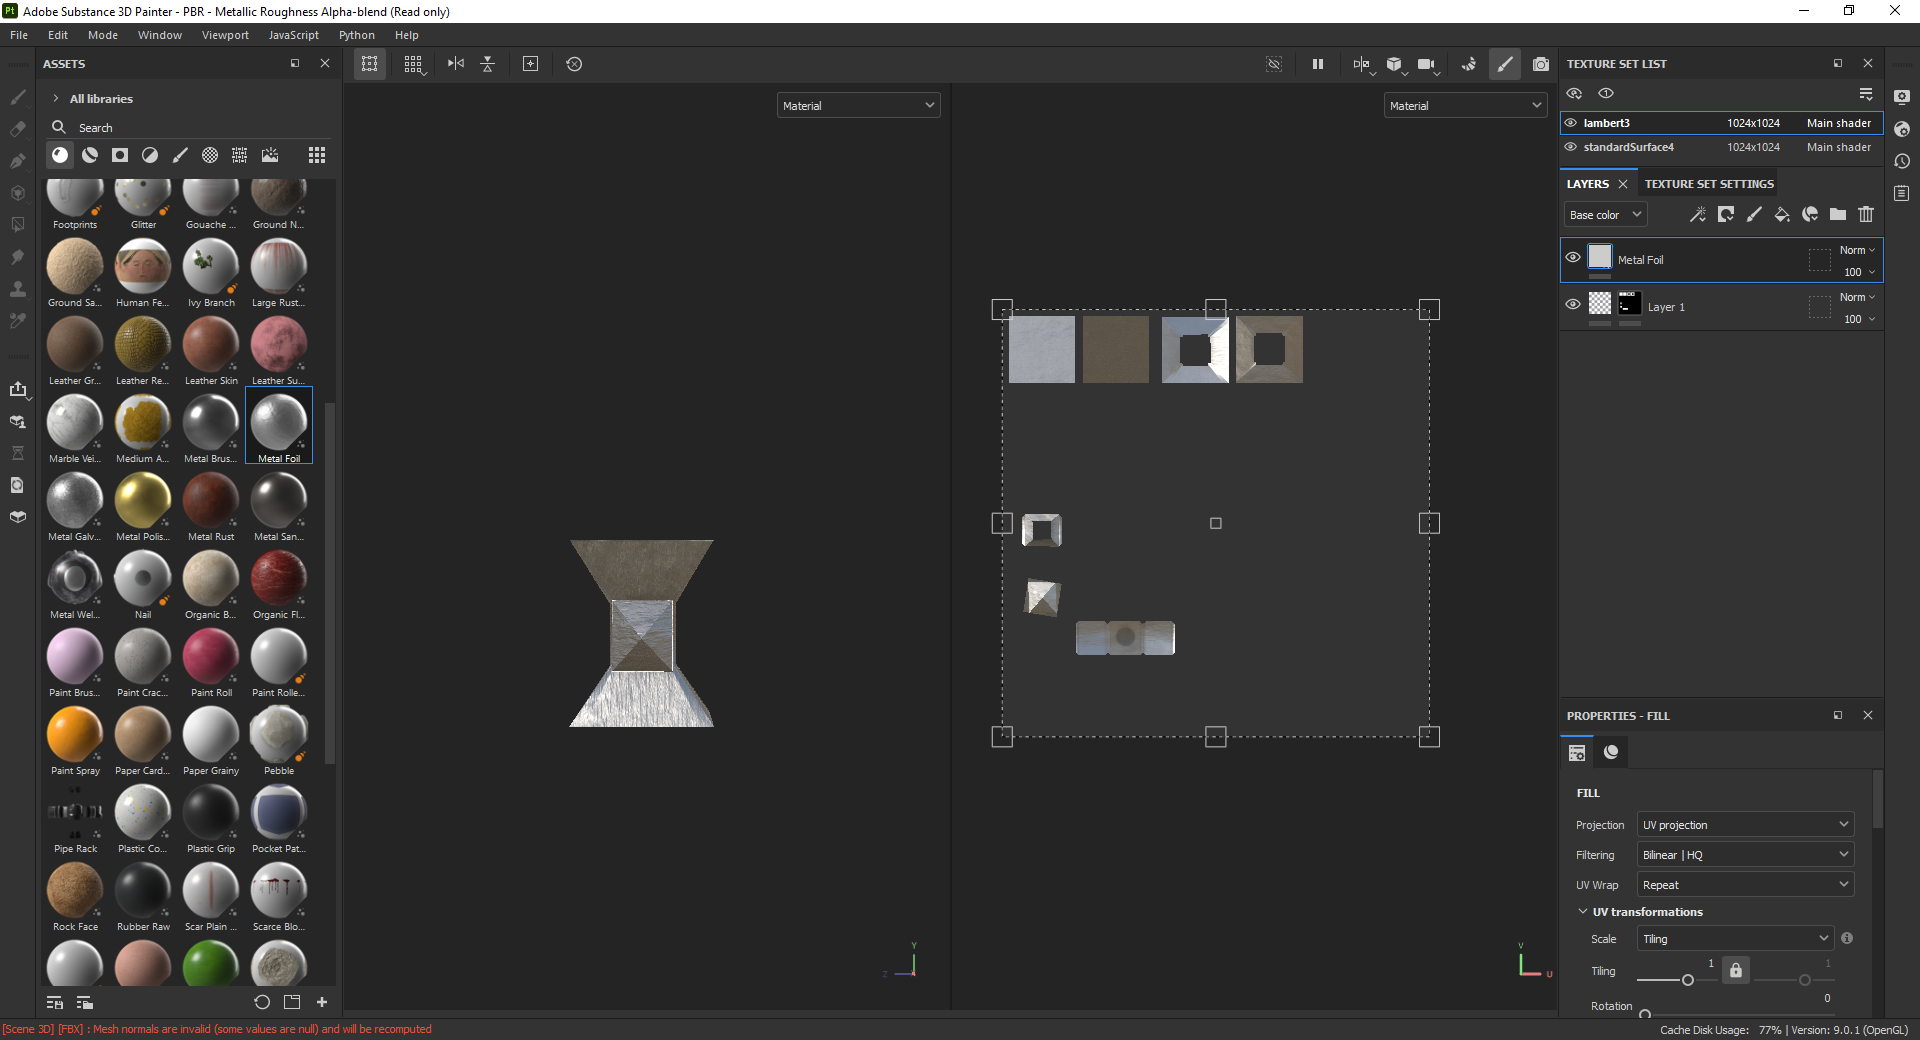 Pt Adobe Substance 3D Painter - PBR - Metallic Roughness Alpha-blend (Read only)
File Edit Mode Window Viewport JavaScript Python Help
ASSETS
All libraries
Search
Footprints Glitter Gouache ... Ground N...
Ground Sa... Human Fe... Ivy Branch Large Rust...
Leather Gr... Leather Re... Leather Skin Leather Su...
Marble Vei... Medium A... Metal Brus... Metal Foil
Metal Galv... Metal Polis... Metal Rust Metal San...
Metal Wel... Nail Organic B... Organic Fl...
Paint Brus... Paint Crac... Paint Roll Paint Rolle...
Paint Spray Paper Card... Paper Grainy Pebble
Pipe Rack Plastic Co... Plastic Grip Pocket Pat...
Rock Face Rubber Raw Scar Plain ... Scarce Blo...
Material
Y
Z
Material
V
U
TEXTURE SET LIST
1
lambert3 1024x1024 Main shader
standardSurface4 1024x1024 Main shader
LAYERS TEXTURE SET SETTINGS
Base color
Metal Foil Norm
100
Layer 1 Norm
100
PROPERTIES - FILL
FILL
Projection UV projection
Filtering Bilinear | HQ
UV Wrap Repeat
UV transformations
Scale Tiling
Tiling 1 1
Rotation 0
[Scene 3D] [FBX] : Mesh normals are invalid (some values are null) and will be recomputed
Cache Disk Usage: 77% | Version: 9.0.1 (OpenGL)